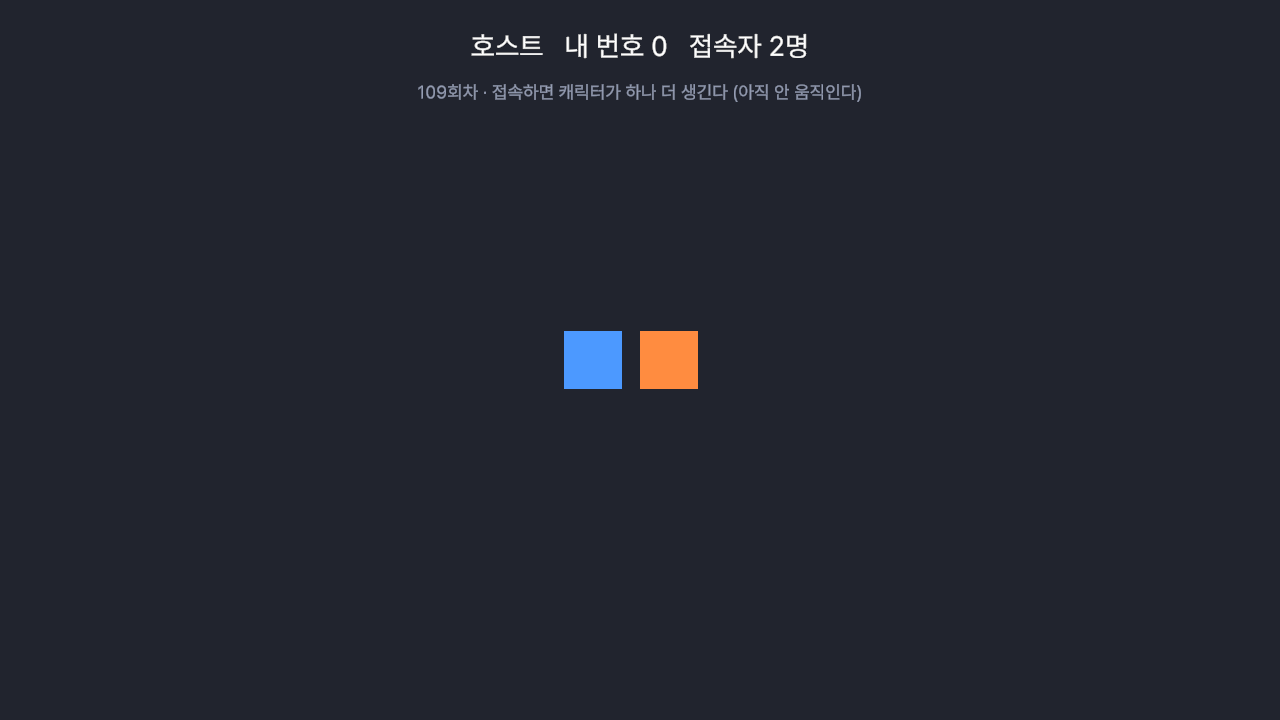 호스트 내 번호 0 접속자 2명
109회차 · 접속하면 캐릭터가 하나 더 생긴다 (아직 안 움직인다)